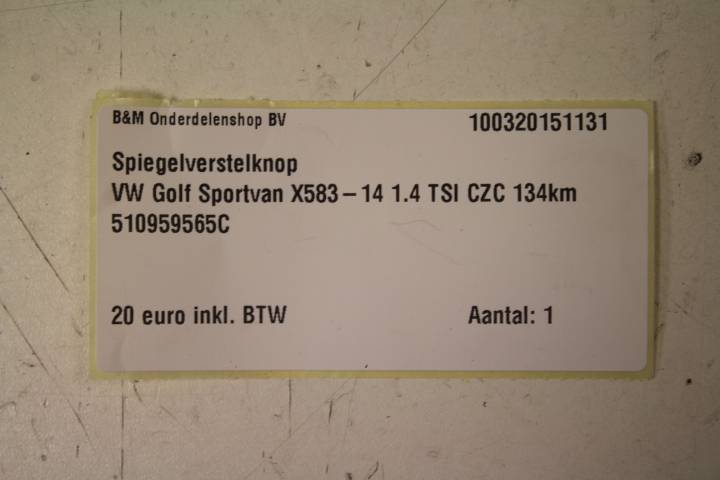 B&M Onderdelenshop BV 100320151131
Spiegelverstelknop
VW Golf Sportvan X583-14 1.4 TSI CZC 134km
510959565C
20 euro inkl. BTW Aantal: 1